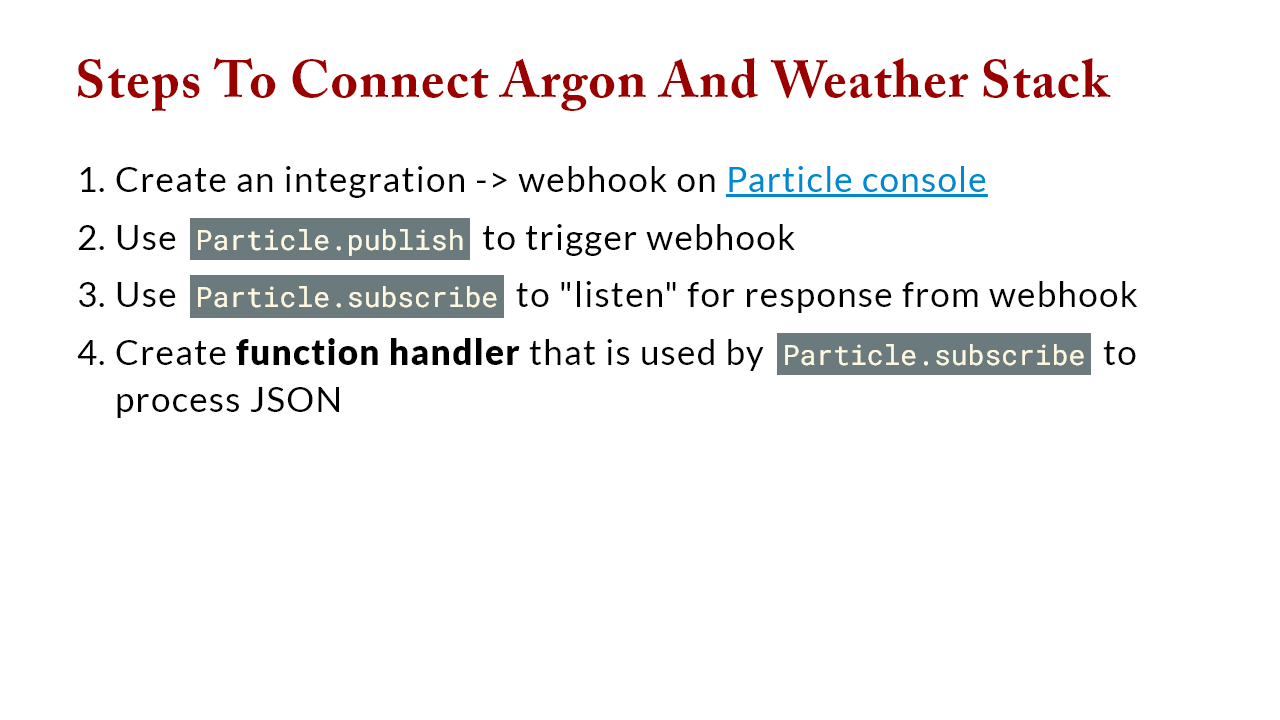 Steps To Connect Argon And Weather Stack
1. Create an integration -> webhook on Particle console
2. Use Particle.publish to trigger webhook
3. Use Particle.subscribe to "listen" for response from webhook
4. Create function handler that is used by Particle.subscribe to
process JSON